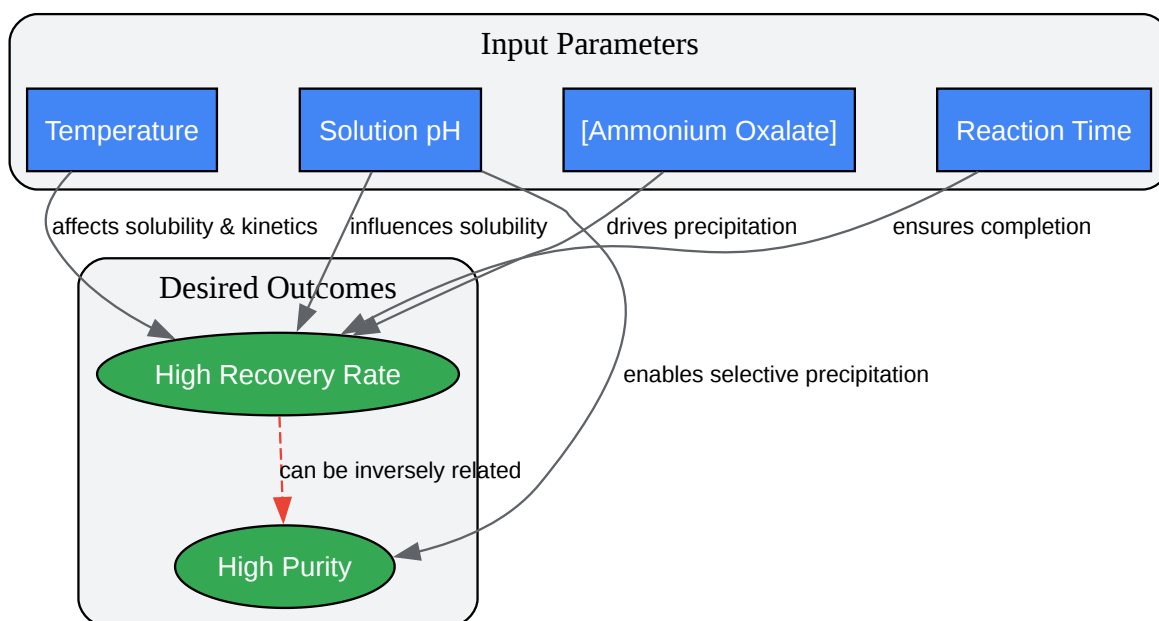 Input Parameters
Temperature
Solution pH
[Ammonium Oxalate]
Reaction Time
affects solubility & kinetics
influences solubility
drives precipitation
ensures completion
Desired Outcomes
High Recovery Rate
enables selective precipitation
can be inversely related
High Purity